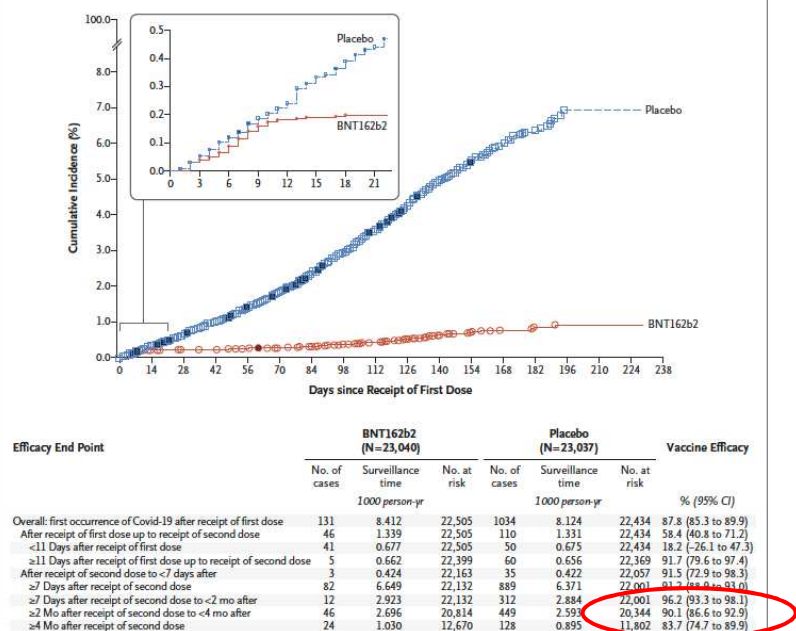 100.0
8.0
7.0
6.0
5.0
4.0
3.0
2.0
1.0
0.0
Cumulative Incidence (%)
0.5
0.4
0.3
0.2
0.1
0.0
0 3 6 9 12 15 18 21
Placebo
BNT162b2
Placebo
BNT162b2
0 14 28 42 56 70 84 98 112 126 140 154 168 182 196 210 224 238
Days since Receipt of First Dose
Efficacy End Point BNT162b2 Placebo Vaccine Efficacy
(N=23,040) (N=23,037)
No. of Surveillance No. at No. of Surveillance No. at
cases time risk cases time risk
1000 person-yr 1000 person-yr % (95% CI)
Overall: first occurrence of Covid-19 after receipt of first dose 131 8.412 22,505 1034 8.124 22,434 87.8 (85.3 to 89.9)
After receipt of first dose up to receipt of second dose 46 1.339 22,505 110 1.331 22,434 58.4 (40.8 to 71.2)
<11 Days after receipt of first dose 41 0.677 22,505 50 0.675 22,434 18.2 (−26.1 to 47.3)
≥11 Days after receipt of first dose up to receipt of second dose 5 0.662 22,399 60 0.656 22,369 91.7 (79.6 to 97.4)
After receipt of second dose to <7 days after 3 0.424 22,163 35 0.422 22,057 91.5 (72.9 to 98.3)
≥7 Days after receipt of second dose 82 6.649 22,132 889 6.371 22,001 91.2 (88.9 to 93.0)
≥7 Days after receipt of second dose to <2 mo after 12 2.923 22,132 312 2.884 22,001 96.2 (93.3 to 98.1)
≥2 Mo after receipt of second dose to <4 mo after 46 2.696 20,814 449 2.593 20,344 90.1 (86.6 to 92.9)
≥4 Mo after receipt of second dose 24 1.030 12,670 128 0.895 11,802 83.7 (74.7 to 89.9)